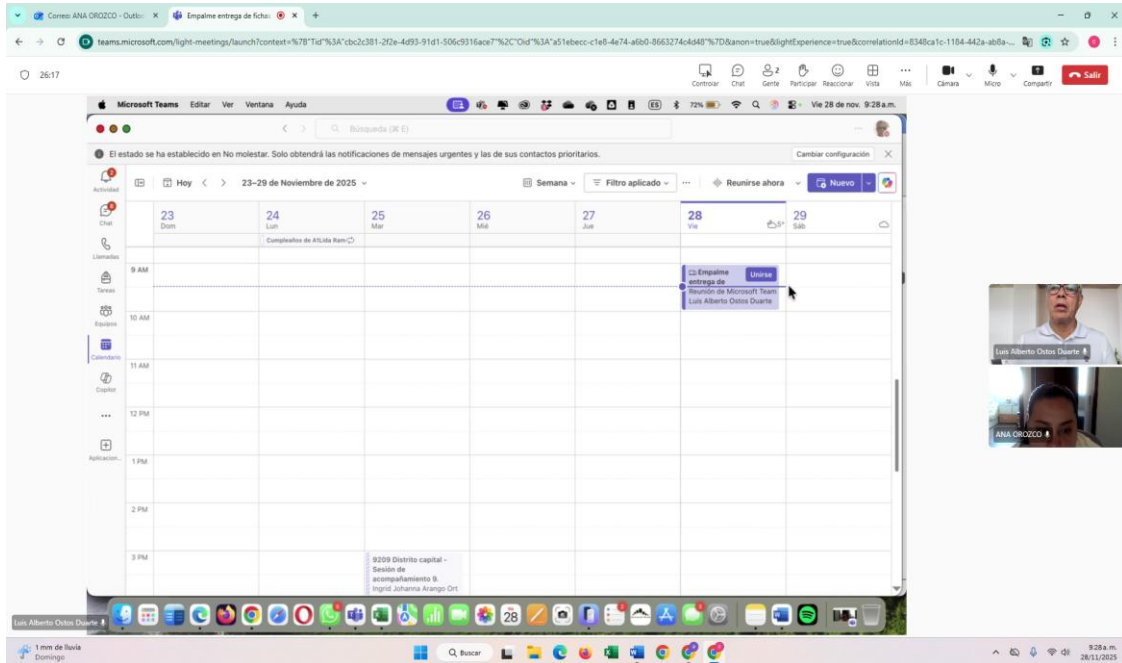 Correo: ANA OROZCO - Outlo
Empalme entrega de fichas
teams.microsoft.com/light-meetings/launch?context=%7B"Tid"%3A"cbc2c381-2f2e-4d93-91d1-506c9316ace7"%2C"Oid"%3A"a51ebecc-c1e8-4e74-a6b0-8663274c4d48"%7D&anon=true&lightExperience=true&correlationId=8348ca1c-1184-442a-ab8a-...
26:17
Controlar Chat Gente Participar Reaccionar Vista Más Cámara Micro Compartir Salir
2
Microsoft Teams Editar Ver Ventana Ayuda
ES 72% Vie 28 de nov. 9:28 a.m.
Búsqueda (⌘ E)
El estado se ha establecido en No molestar. Solo obtendrá las notificaciones de mensajes urgentes y las de sus contactos prioritarios. Cambiar configuración
Hoy 23–29 de Noviembre de 2025 Semana Filtro aplicado ... Reunirse ahora Nuevo
Actividad
Chat
Llamadas
Tareas
Equipos
Calendario
Copilot
...
Aplicacion...
23 24 25 26 27 28 29
Dom Lun Mar Mié Jue Vie 5° Sáb
9 AM
Empalme Unirse
entrega de
Reunión de Microsoft Team
Luis Alberto Ostos Duarte
10 AM
11 AM
12 PM
1 PM
2 PM
3 PM
9209 Distrito capital -
Sesión de
acompañamiento 9.
Ingrid Johanna Arango Ort
Luis Alberto Ostos Duarte
ANA OROZCO
Luis Alberto Ostos Duarte
28
1 mm de lluvia
Domingo
Buscar
9:28 a.m.
28/11/2025